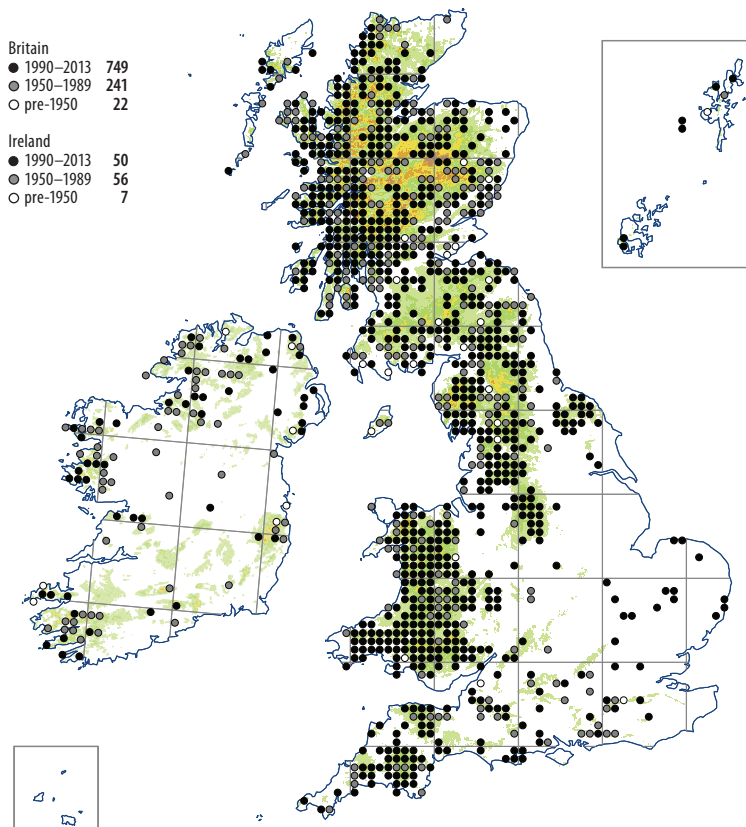 Britain
1990–2013 749
1950–1989 241
pre-1950 22
Ireland
1990–2013 50
1950–1989 56
pre-1950 7